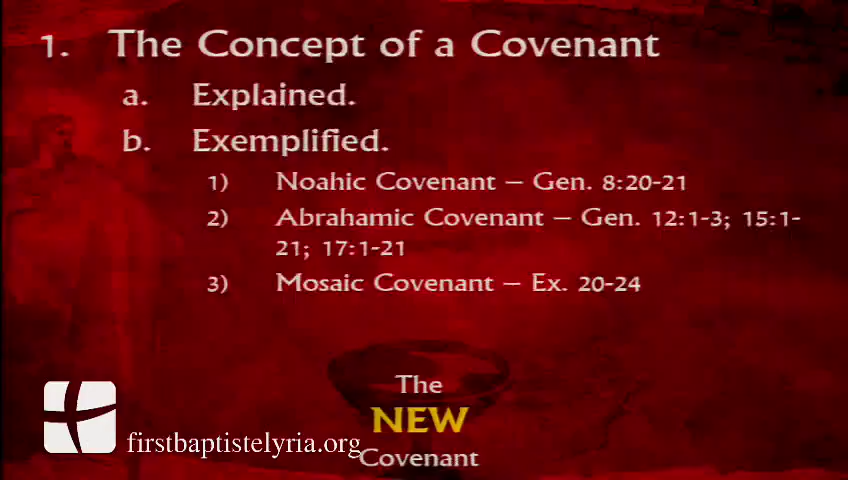 1. The Concept of a Covenant
a. Explained.
b. Exemplified.
1) Noahic Covenant – Gen. 8:20-21
2) Abrahamic Covenant – Gen. 12:1-3; 15:1-
21; 17:1-21
3) Mosaic Covenant – Ex. 20-24
The
NEW
Covenant
firstbaptistelyria.org